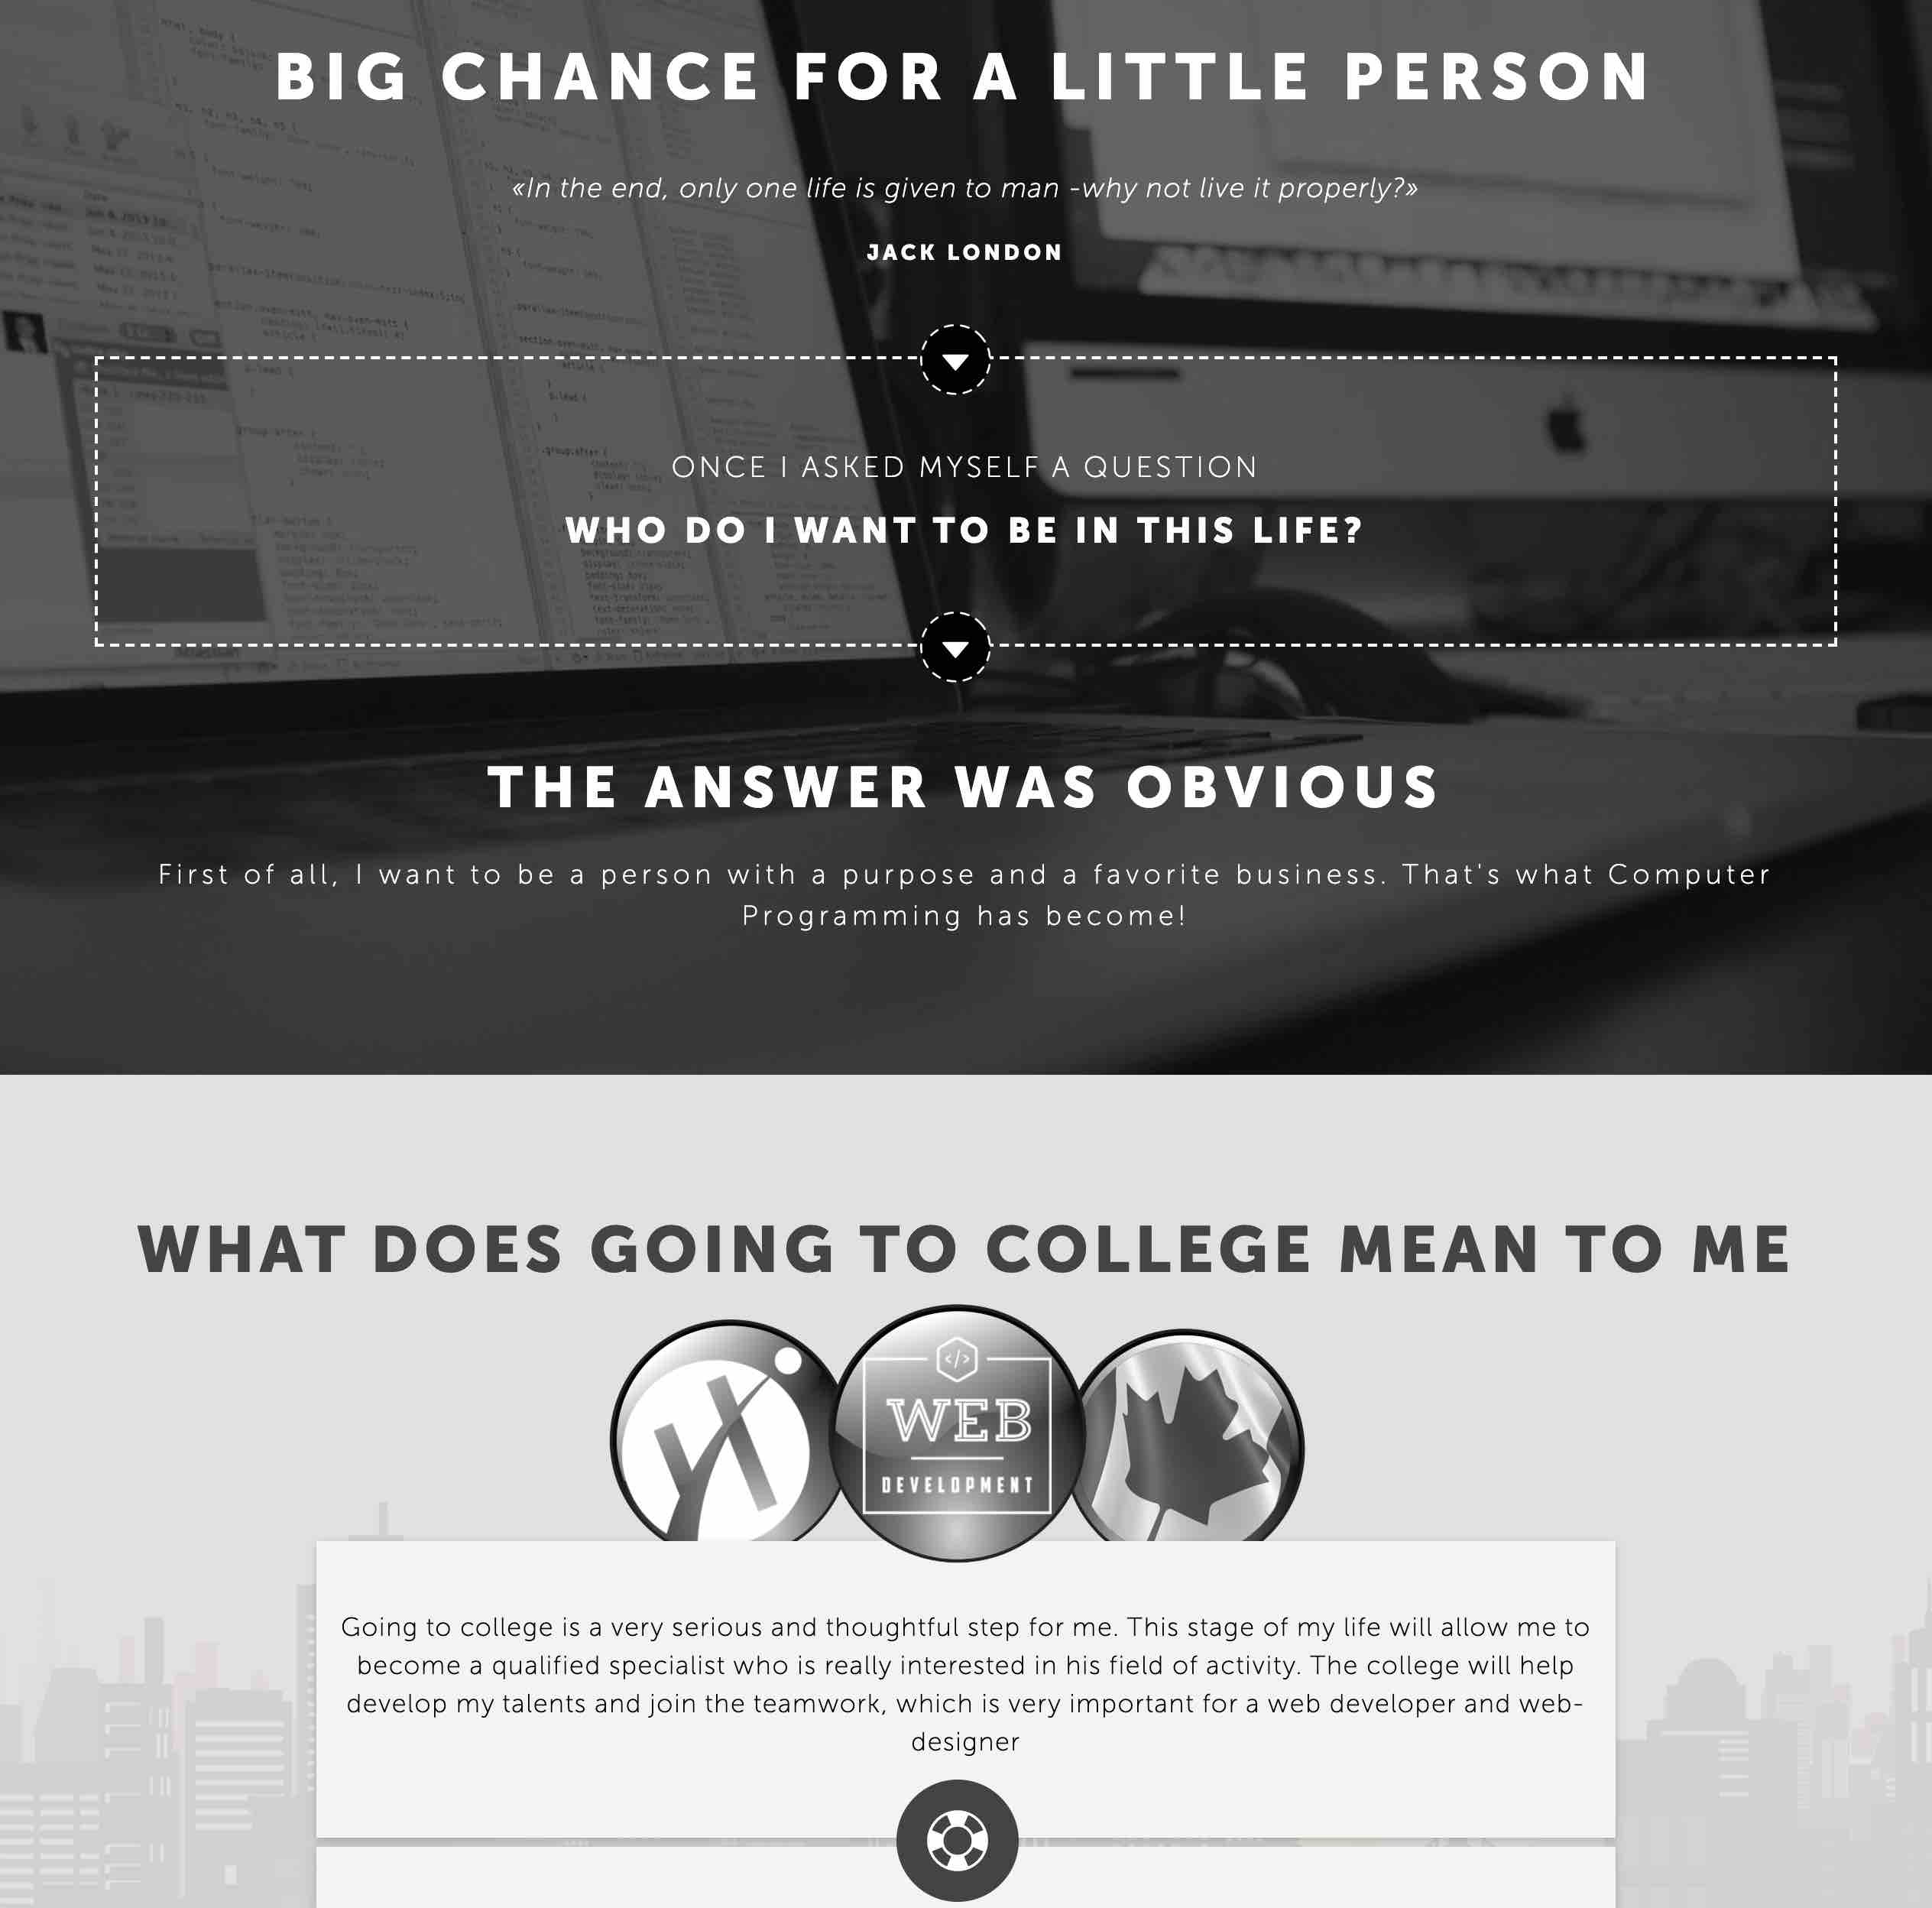 BIG CHANCE FOR A LITTLE PERSON
«In the end, only one life is given to man -why not live it properly?»
JACK LONDON
ONCE I ASKED MYSELF A QUESTION
WHO DO I WANT TO BE IN THIS LIFE?
THE ANSWER WAS OBVIOUS
First of all, I want to be a person with a purpose and a favorite business. That's what Computer
Programming has become!
WHAT DOES GOING TO COLLEGE MEAN TO ME
</>
WEB
DEVELOPMENT
Going to college is a very serious and thoughtful step for me. This stage of my life will allow me to
become a qualified specialist who is really interested in his field of activity. The college will help
develop my talents and join the teamwork, which is very important for a web developer and web-
designer